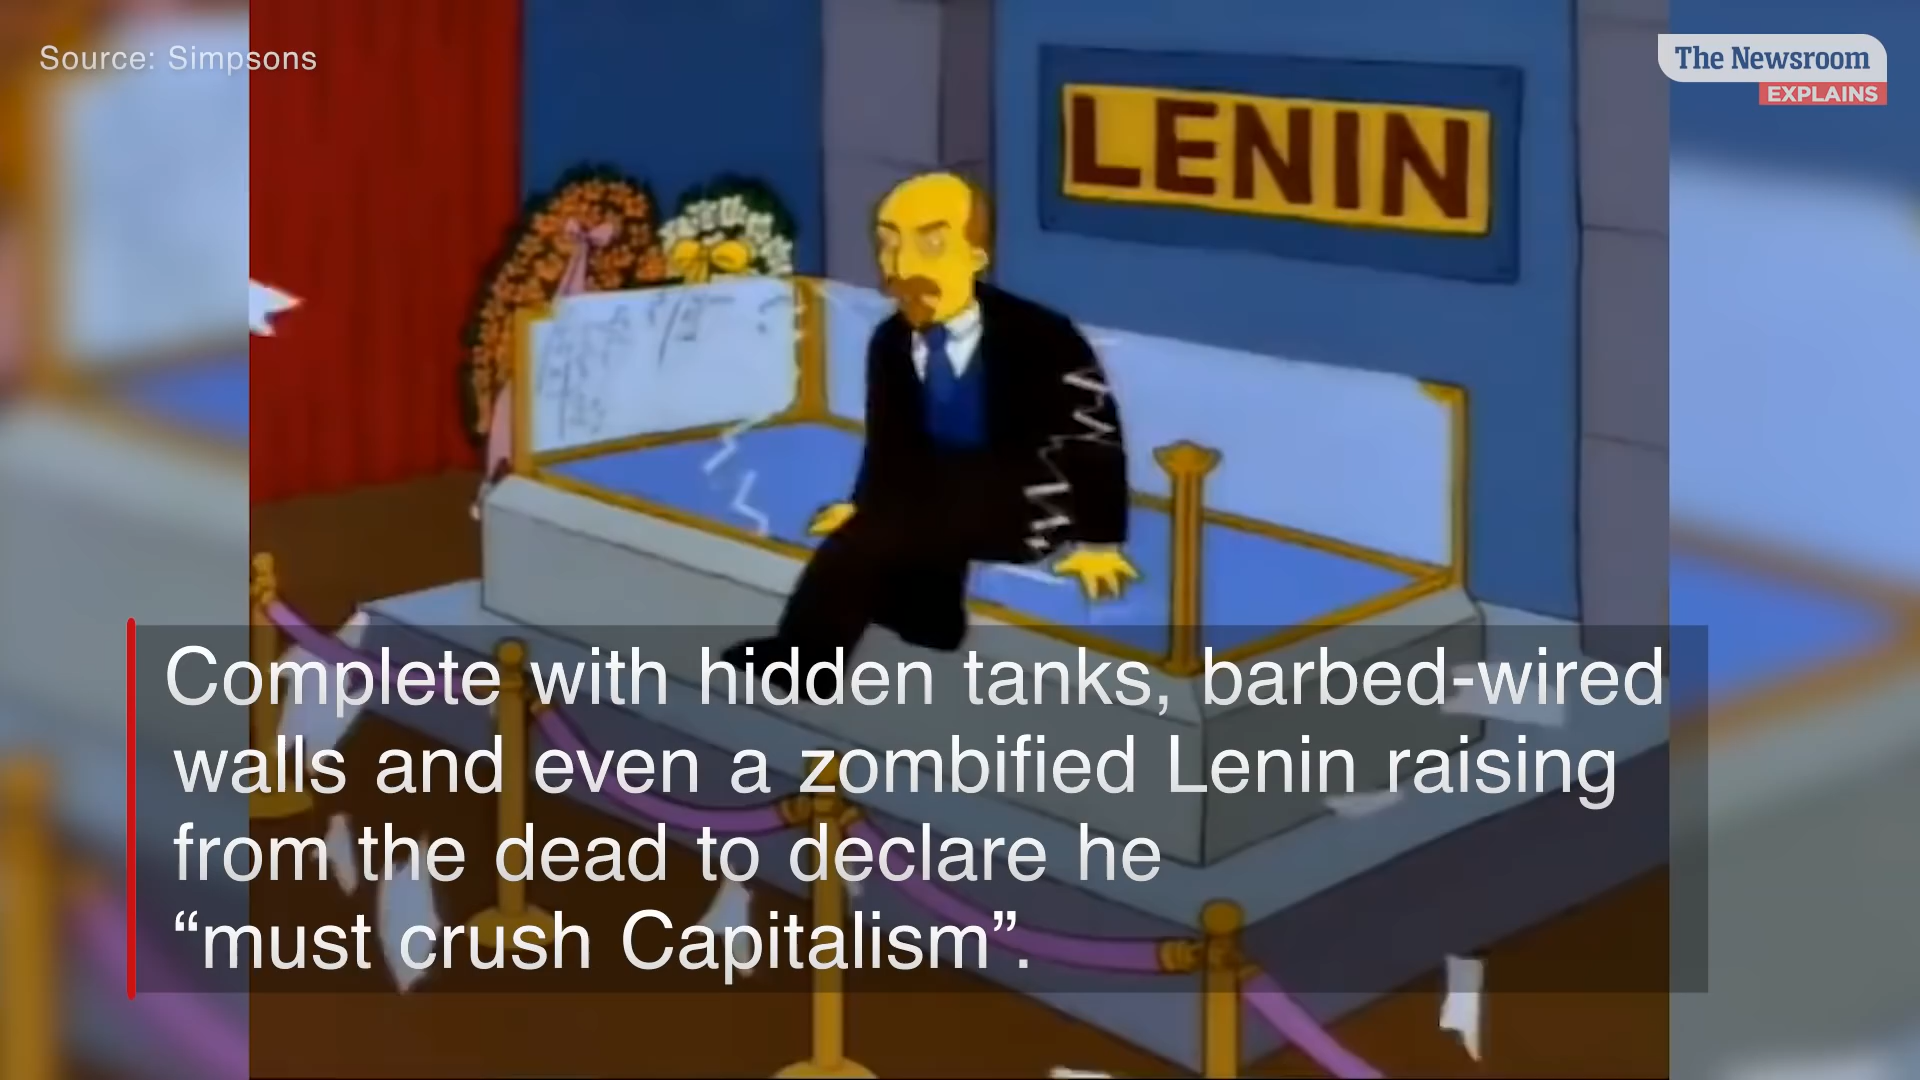 Source: Simpsons
The Newsroom
EXPLAINS
LENIN
Complete with hidden tanks, barbed-wired
walls and even a zombified Lenin raising
from the dead to declare he
“must crush Capitalism”.